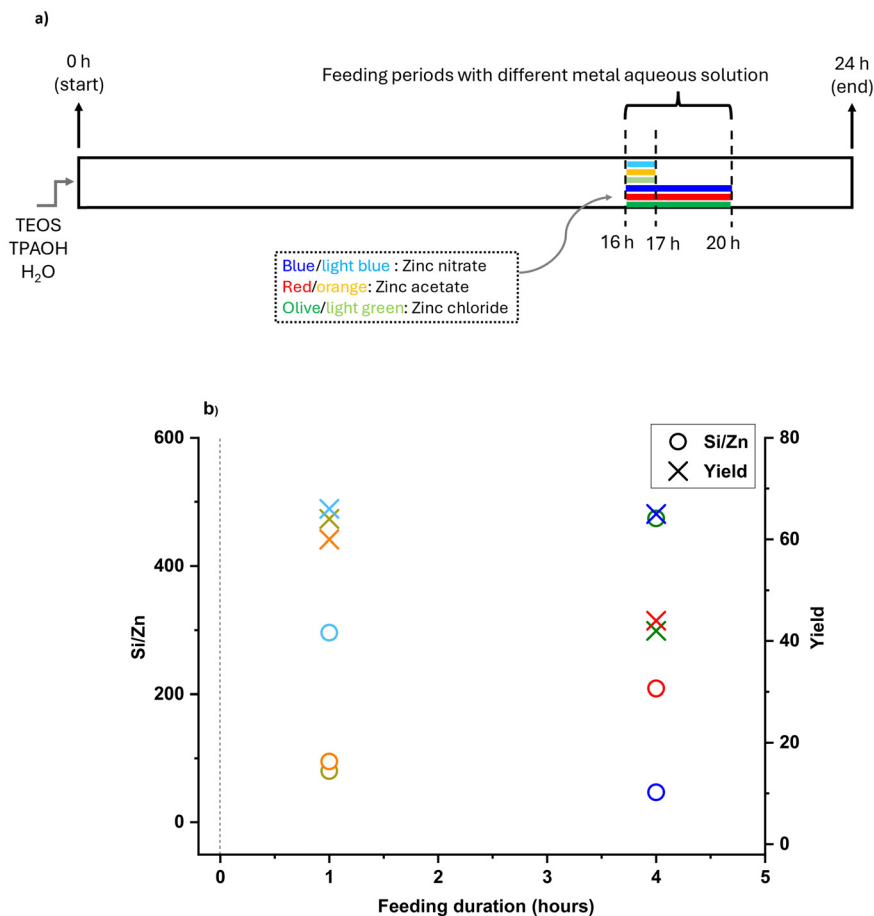 a)
0 h
(start)
Feeding periods with different metal aqueous solution
24 h
(end)
TEOS
TPAOH
H₂O
16 h
17 h
20 h
Blue/light blue : Zinc nitrate
Red/orange: Zinc acetate
Olive/light green: Zinc chloride
b)
Si/Zn
Yield
600
400
200
0
Si/Zn
80
60
40
20
0
Yield
0
1
2
3
4
5
Feeding duration (hours)